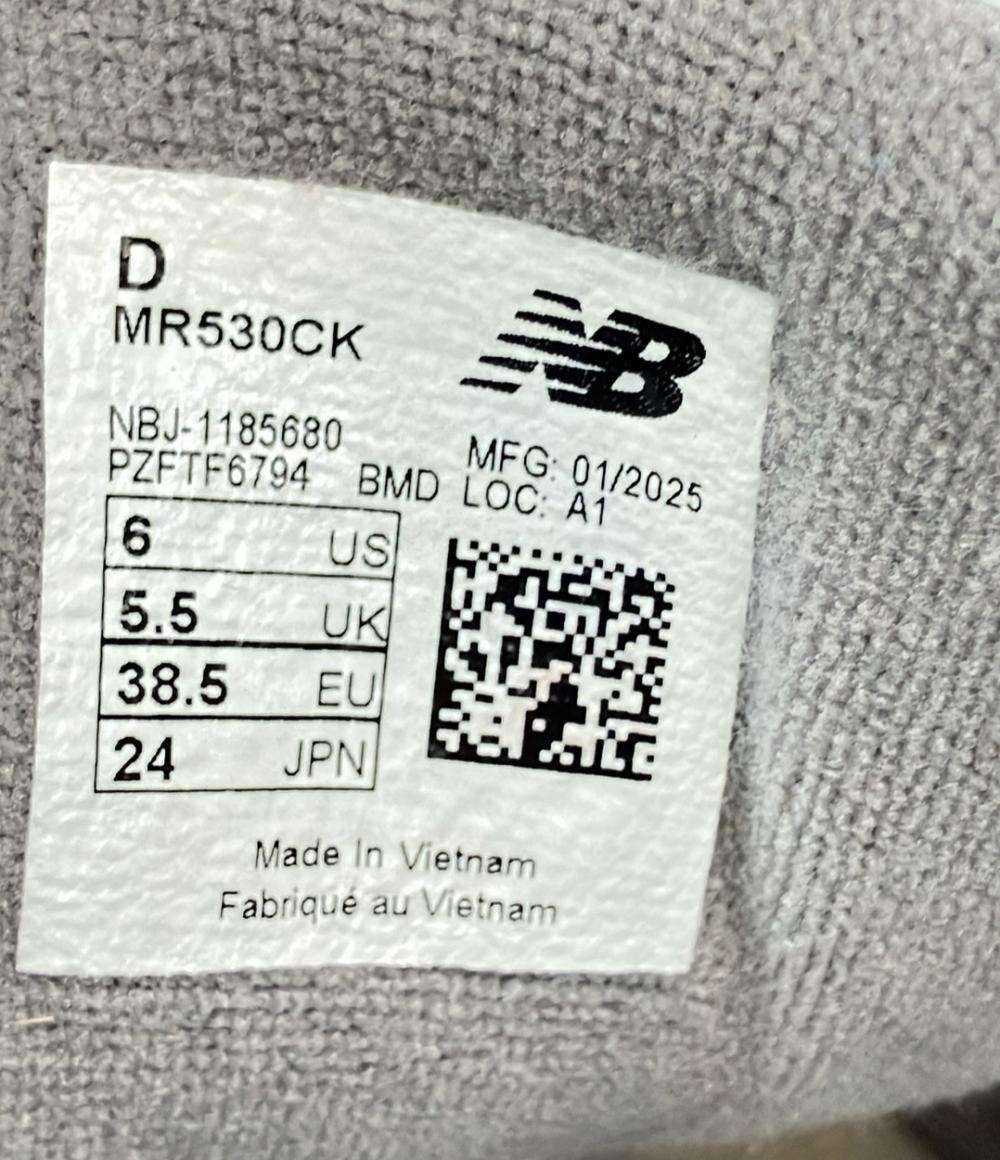 D
MR530CK
NB
NBJ-1185680
PZFTF6794 BMD
MFG: 01/2025
LOC: A1
6 US
5.5 UK
38.5 EU
24 JPN
Made In Vietnam
Fabriqué au Vietnam